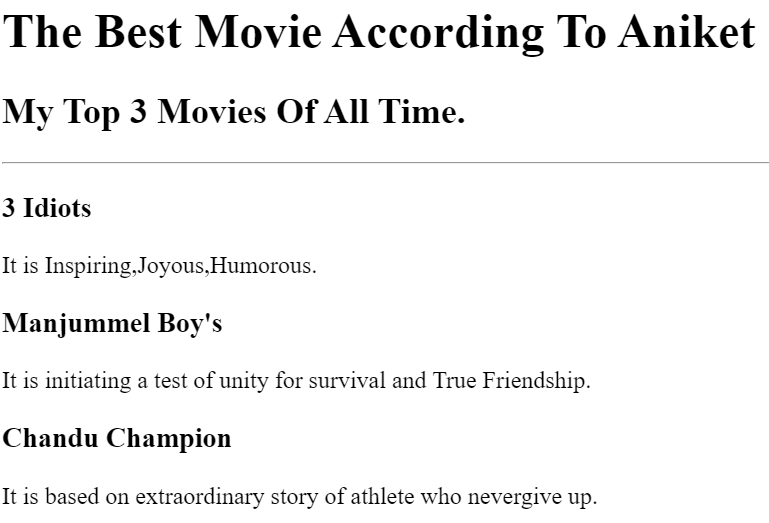 The Best Movie According To Aniket
My Top 3 Movies Of All Time.
3 Idiots
It is Inspiring,Joyous,Humorous.
Manjummel Boy's
It is initiating a test of unity for survival and True Friendship.
Chandu Champion
It is based on extraordinary story of athlete who nevergive up.